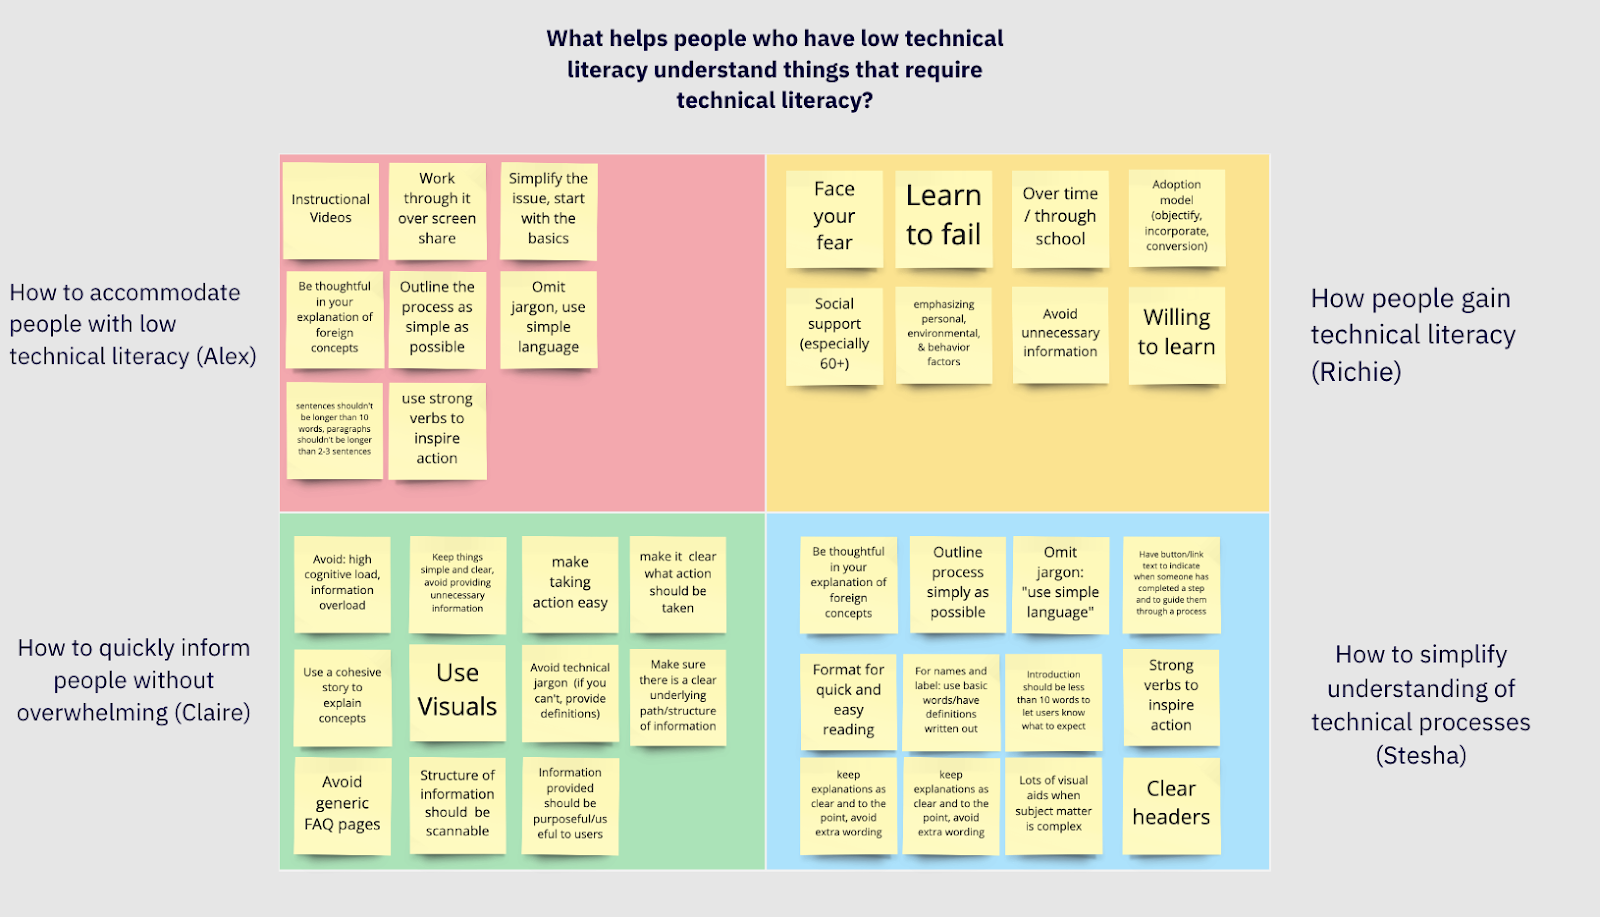 What helps people who have low technical
literacy understand things that require
technical literacy?
How to accommodate
people with low
technical literacy (Alex)
Instructional
Videos
Work
through it
over screen
share
Simplify the
issue, start
with the
basics
Be thoughtful
in your
explanation of
foreign
concepts
Outline the
process as
simple as
possible
Omit
jargon, use
simple
language
sentences shouldn't
be longer than 10
words, paragraphs
shouldn't be longer
than 2-3 sentences
use strong
verbs to
inspire
action
Face
your
fear
Learn
to fail
Over time
/ through
school
Adoption
model
(objectify,
incorporate,
conversion)
Social
support
(especially
60+)
emphasizing
personal,
environmental,
& behavior
factors
Avoid
unnecessary
information
Willing
to learn
How people gain
technical literacy
(Richie)
How to quickly inform
people without
overwhelming (Claire)
Avoid: high
cognitive load,
information
overload
Keep things
simple and clear,
avoid providing
unnecessary
information
make
taking
action easy
make it clear
what action
should be
taken
Use a cohesive
story to
explain
concepts
Use
Visuals
Avoid technical
jargon (if you
can't, provide
definitions)
Make sure
there is a clear
underlying
path/structure
of information
Avoid
generic
FAQ pages
Structure of
information
should be
scannable
Information
provided
should be
purposeful/us
eful to users
Be thoughtful
in your
explanation of
foreign
concepts
Outline
process
simply as
possible
Omit
jargon:
"use simple
language"
Have button/link
text to indicate
when someone has
completed a step
and to guide them
through a process
Format for
quick and
easy
reading
For names and
label: use basic
words/have
definitions
written out
Introduction
should be less
than 10 words to
let users know
what to expect
Strong
verbs to
inspire
action
keep
explanations as
clear and to the
point, avoid
extra wording
keep
explanations as
clear and to the
point, avoid
extra wording
Lots of visual
aids when
subject matter
is complex
Clear
headers
How to simplify
understanding of
technical processes
(Stesha)